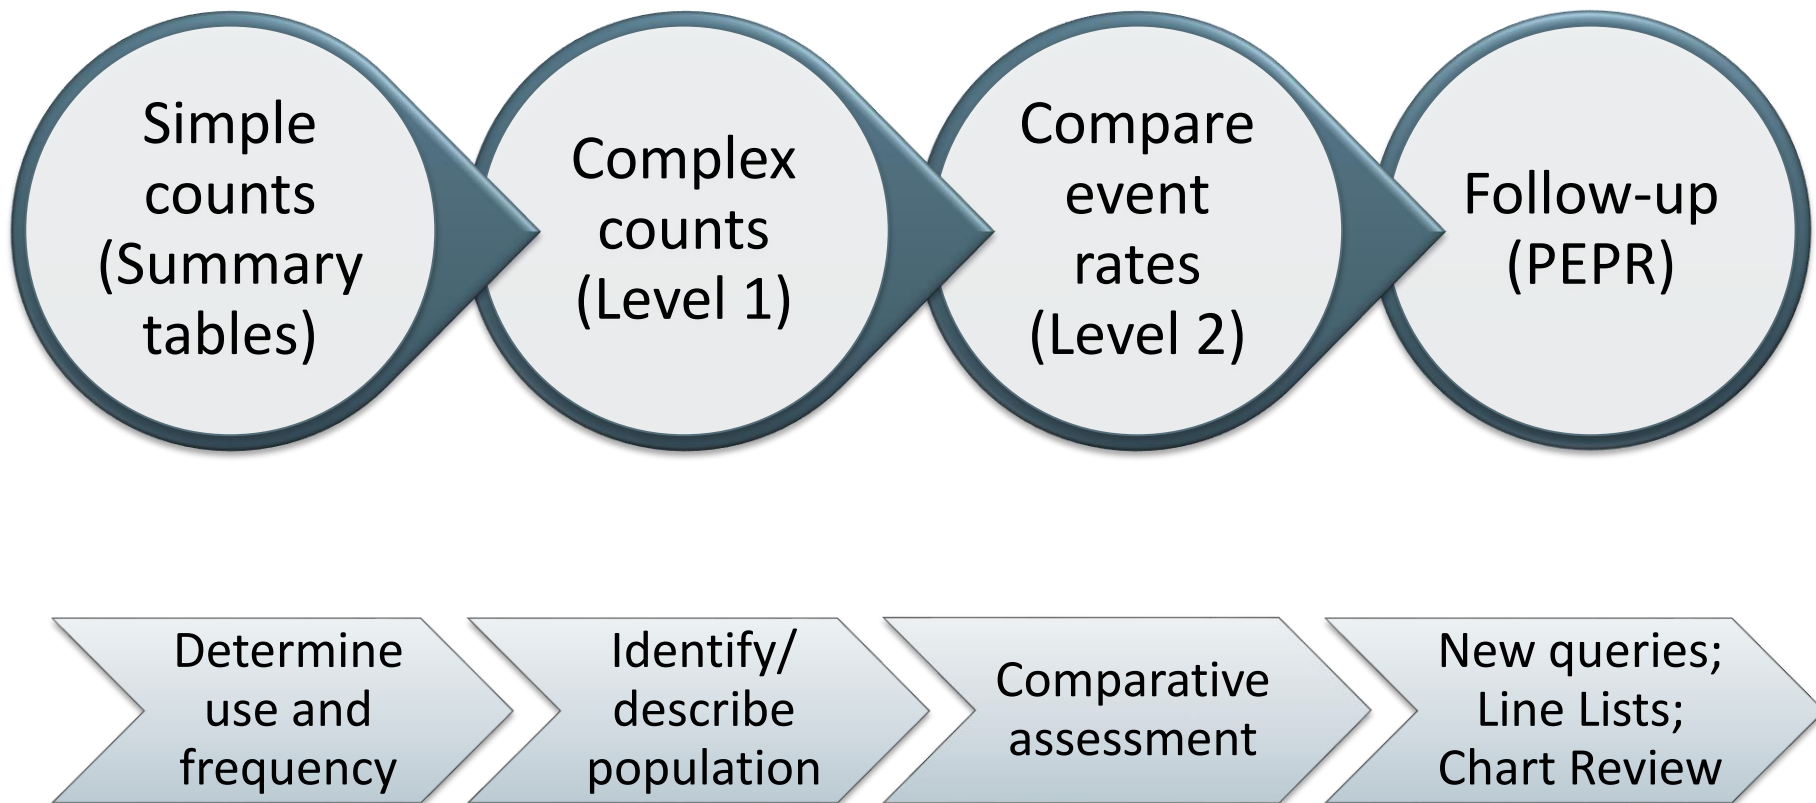 Simple
counts
(Summary
tables)
Complex
counts
(Level 1)
Compare
event
rates
(Level 2)
Follow-up
(PEPR)
Determine
use and
frequency
Identify/
describe
population
Comparative
assessment
New queries;
Line Lists;
Chart Review